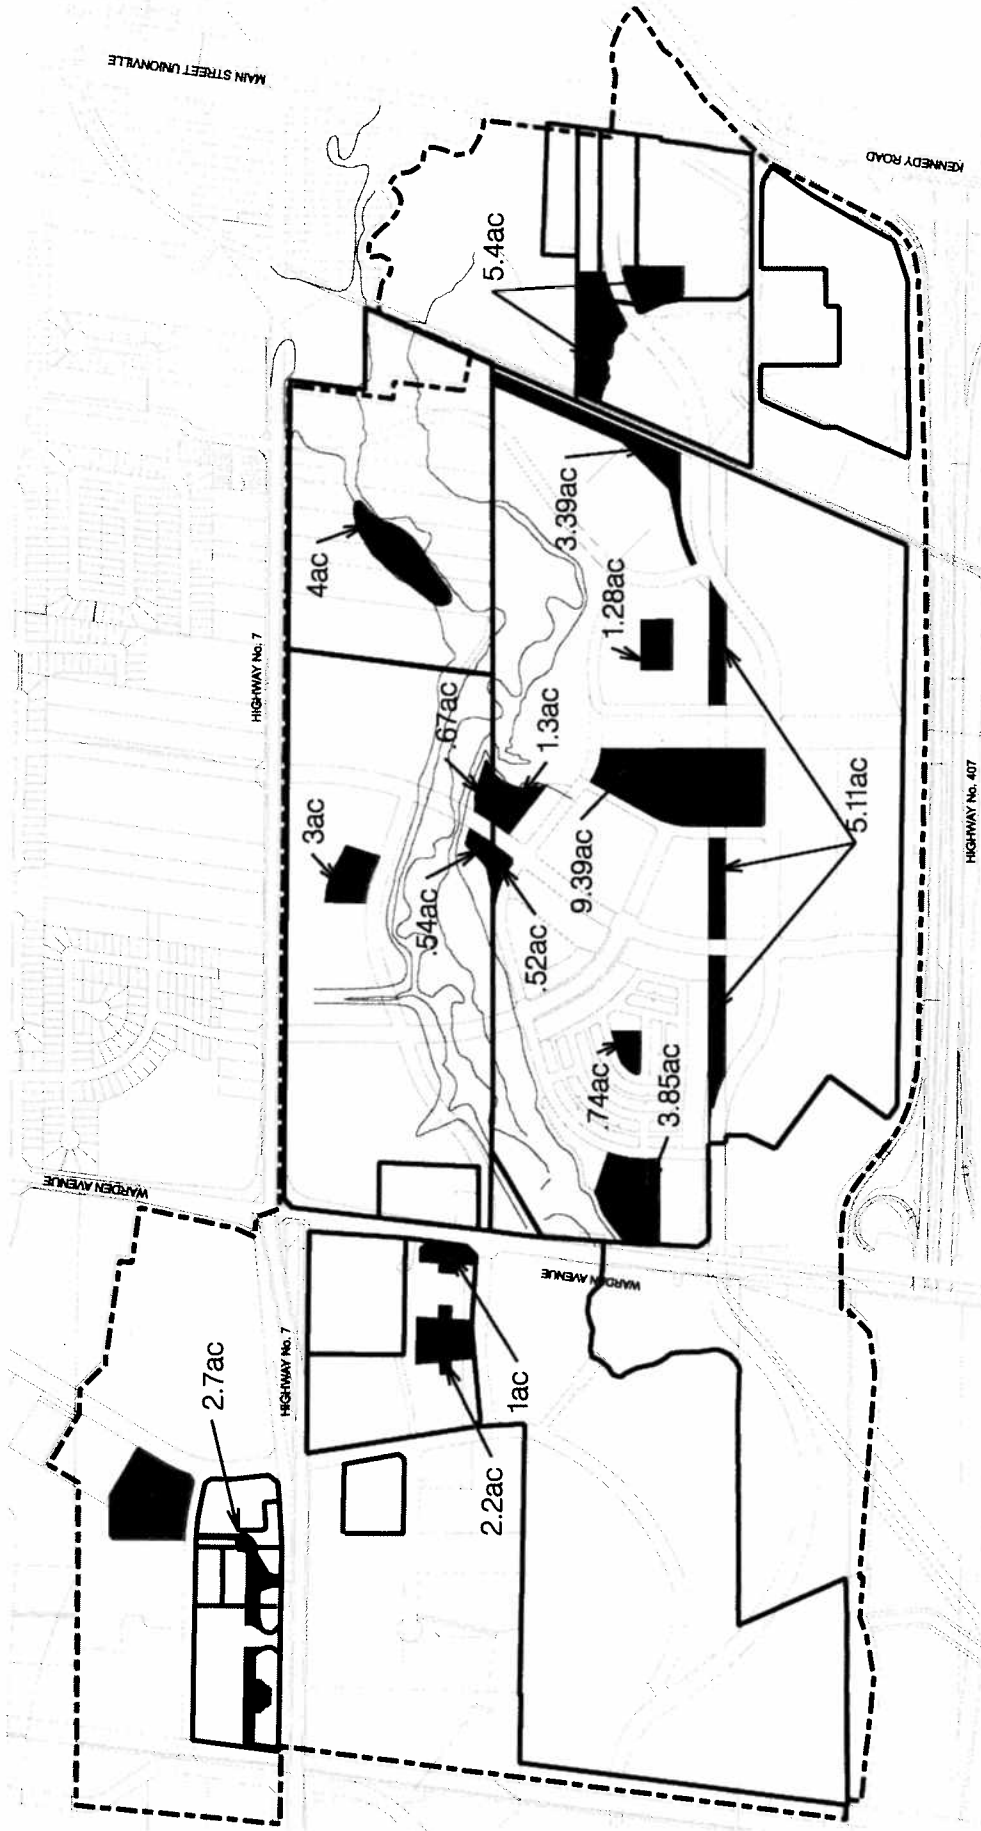 MAIN STREET UNIONVILLE
KENNEDY ROAD
5.4ac
3.39ac
4ac
1.28ac
HIGHWAY No. 7
.67ac
1.3ac
3ac
9.39ac
5.11ac
HIGHWAY No. 407
.54ac
.52ac
.74ac
3.85ac
WARDEN AVENUE
WARDEN AVENUE
HIGHWAY No. 7
2.7ac
1ac
2.2ac